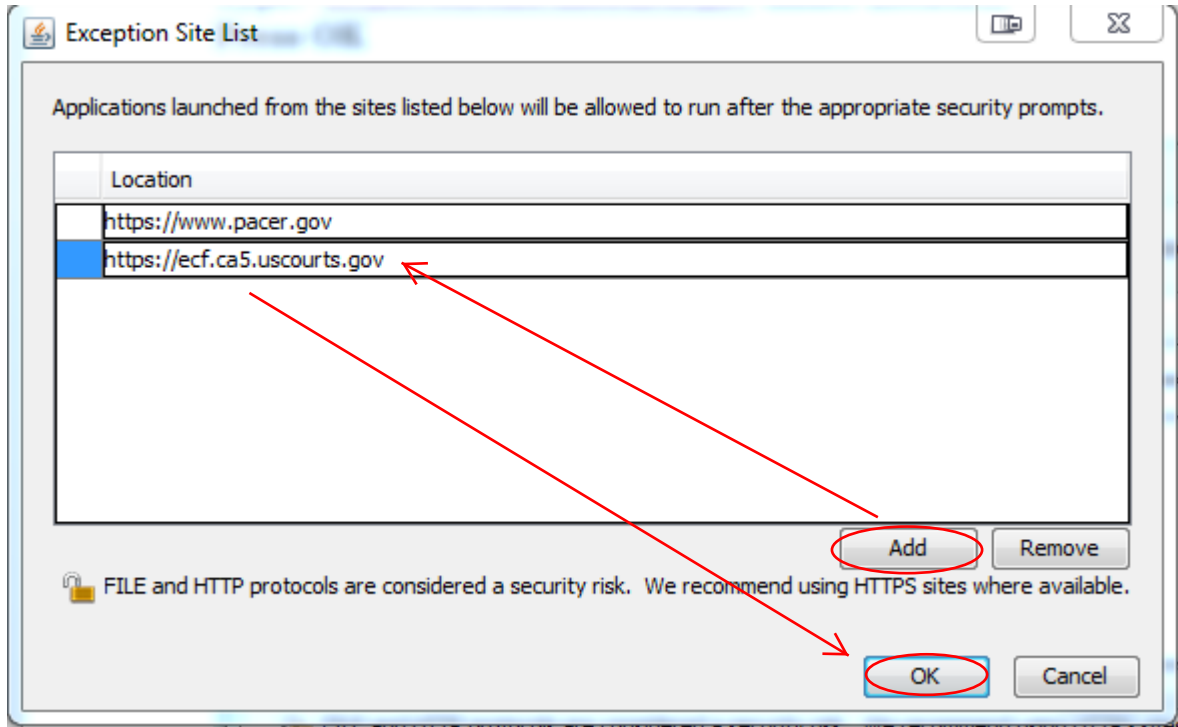 Exception Site List
Applications launched from the sites listed below will be allowed to run after the appropriate security prompts.
Location
https://www.pacer.gov
https://ecf.ca5.uscourts.gov
Add Remove
FILE and HTTP protocols are considered a security risk. We recommend using HTTPS sites where available.
OK Cancel